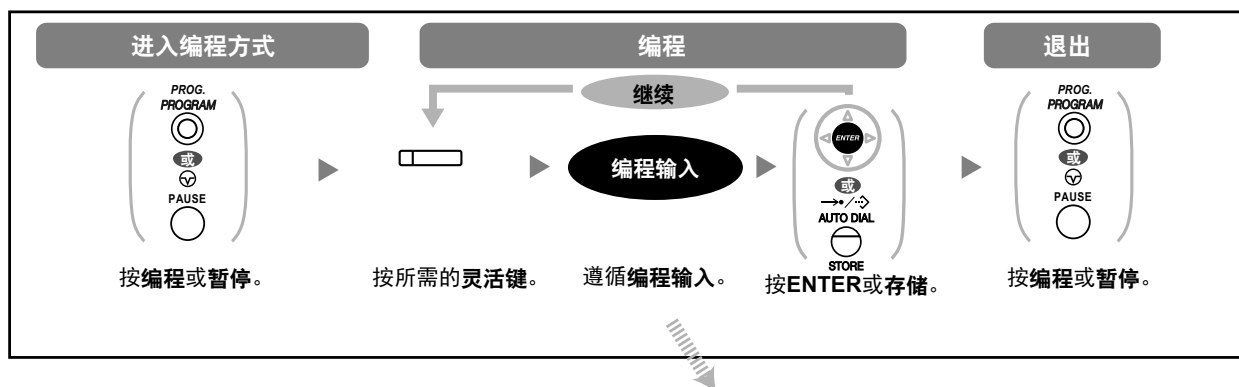 进入编程方式
编程
退出
继续
PROG.
PROGRAM
或
PAUSE
编程输入
ENTER
或
AUTO DIAL
STORE
PROG.
PROGRAM
或
PAUSE
按编程或暂停。
按所需的灵活键。
遵循编程输入。
按ENTER或存储。
按编程或暂停。